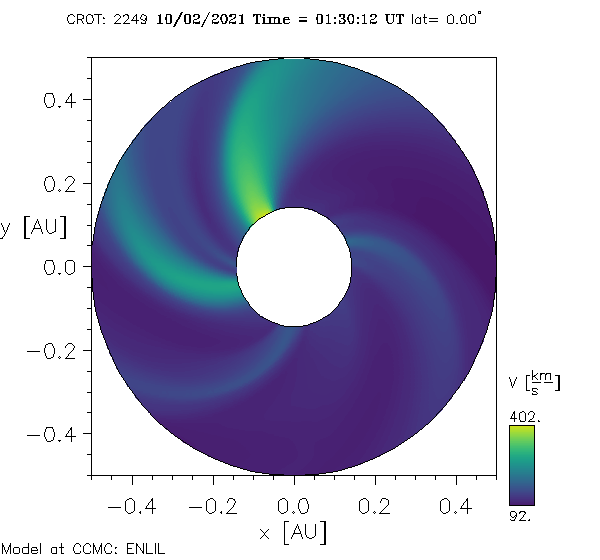 CROT: 2249 10/02/2021 Time = 01:30:12 UT lat= 0.00°
0.4
0.2
y [AU]
0.0
−0.2
−0.4
−0.4 −0.2 0.0 0.2 0.4
x [AU]
V [km/s]
402.
92.
Model at CCMC: ENLIL